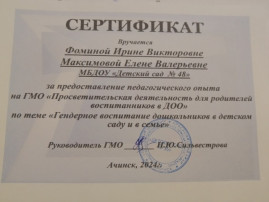 СЕРТИФИКАТ
Вручается
Фоминой Ирине Викторовне
Максимовой Елене Валерьевне
МБДОУ «Детский сад № 48»
за предоставление педагогического опыта
на ГМО «Просветительская деятельность для родителей
воспитанников в ДОО»
по теме «Гендерное воспитание дошкольников в детском
саду и в семье»
Руководитель ГМО Сильвестрова
Ачинск, 2024г.